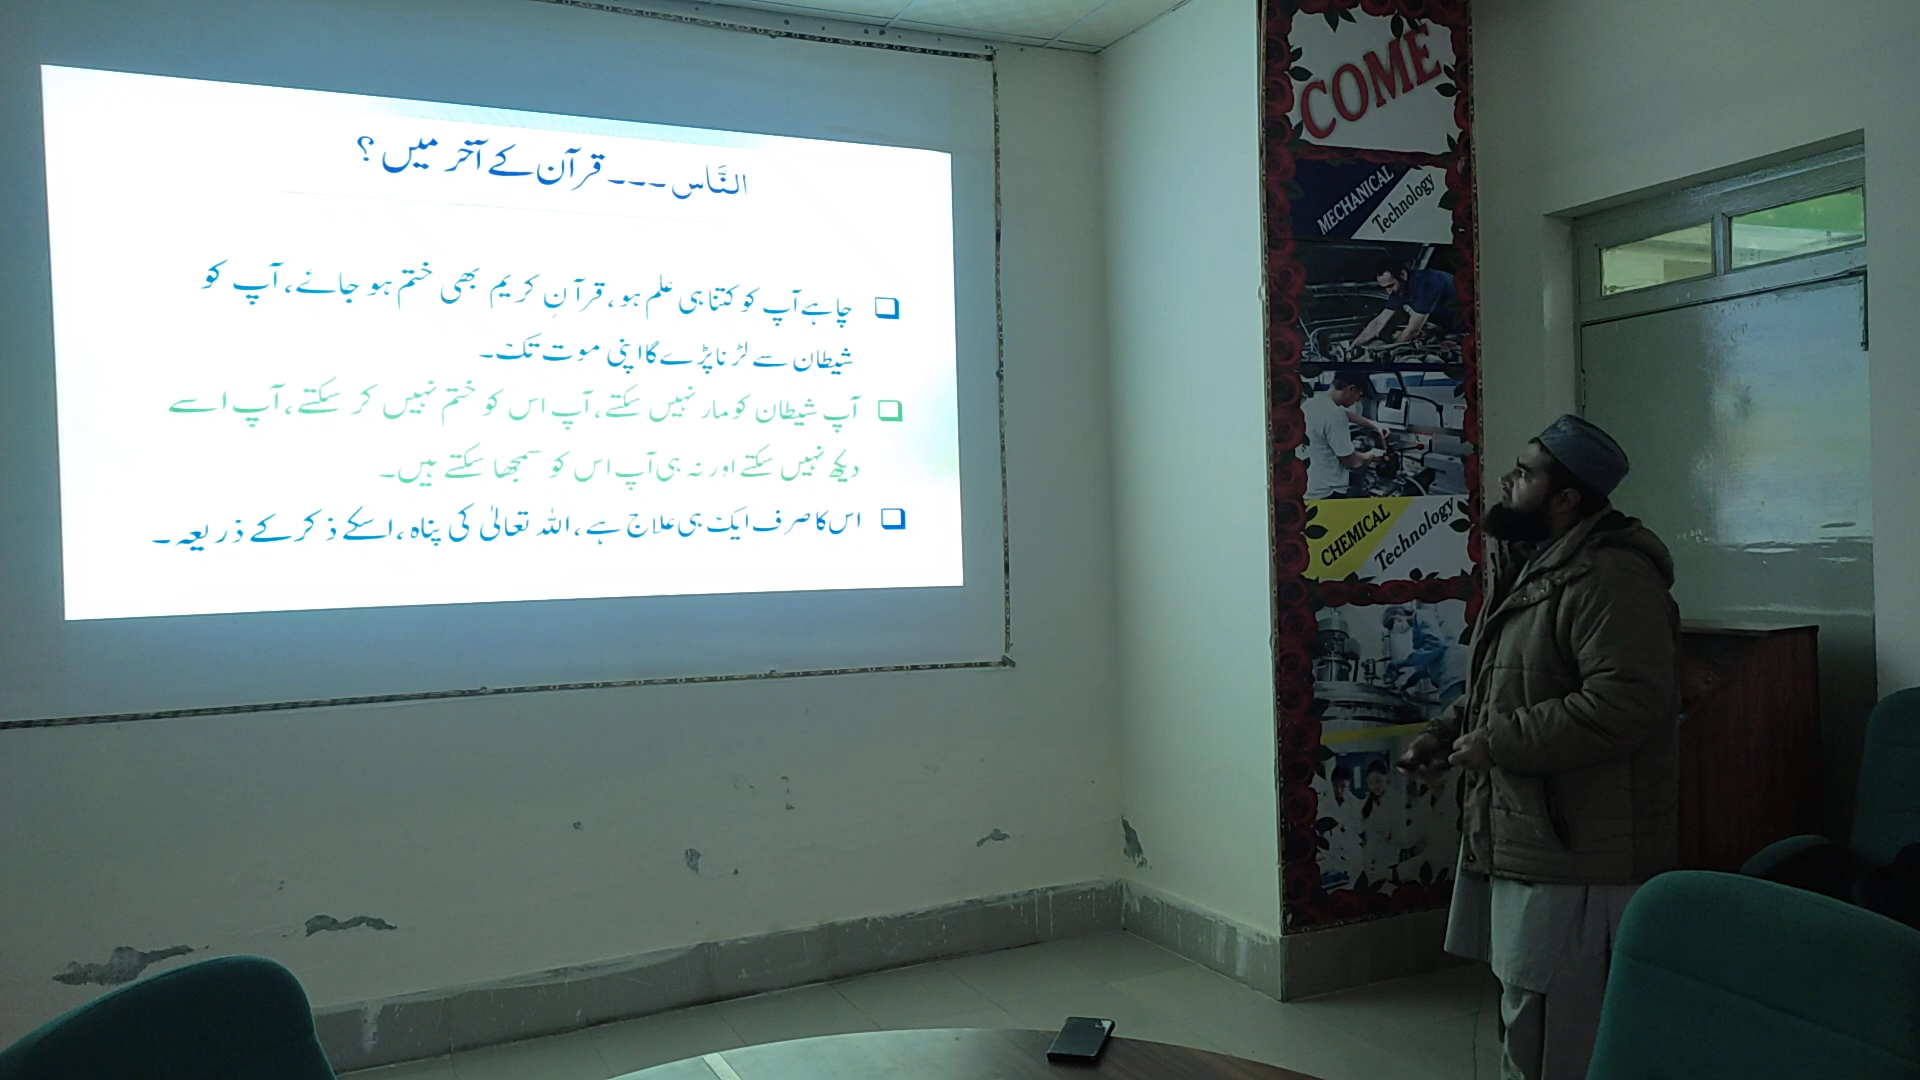 النَّاس۔۔۔ قرآن کے آخر میں ؟
چاہے آپ کو کتنا ہی علم ہو، قرآنِ کریم بھی ختم ہو جائے، آپ کو
شیطان سے لڑنا پڑے گا اپنی موت تک۔
آپ شیطان کو مار نہیں سکتے، آپ اس کو ختم نہیں کر سکتے، آپ اسے
دیکھ نہیں سکتے اور نہ ہی آپ اس کو سمجھا سکتے ہیں۔
اس کا صرف ایک ہی علاج ہے، اللہ تعالیٰ کی پناہ، اسکے ذکر کے ذریعہ۔
COME
MECHANICAL
Technology
CHEMICAL
Technology